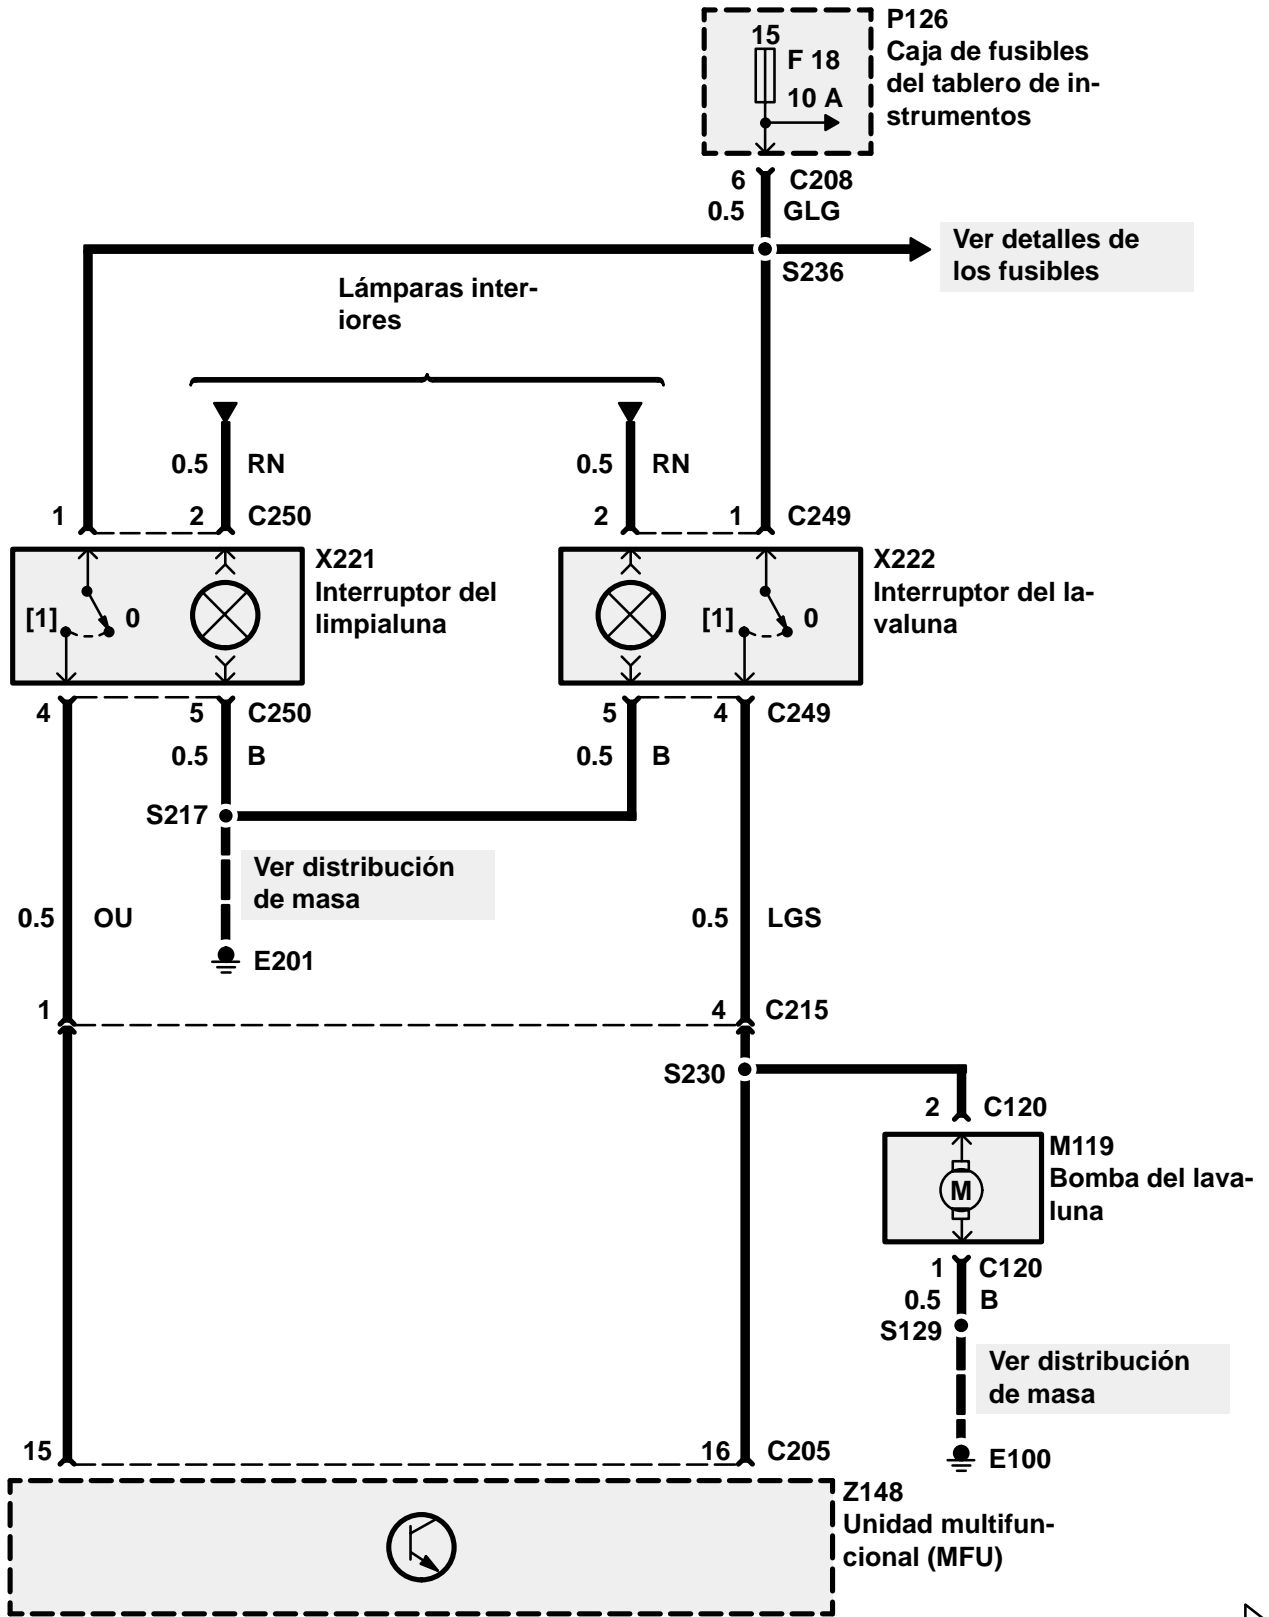 P126
15
Caja de fusibles
F 18
del tablero de in-
10 A
strumentos
6 C208
0.5 GLG
Ver detalles de
los fusibles
S236
Lámparas inter-
iores
0.5 RN
0.5 RN
1 2 C250
2 1 C249
X221
Interruptor del
limpialuna
[1] 0
X222
Interruptor del la-
valuna
[1] 0
4 5 C250
5 4 C249
0.5 B
0.5 B
S217
Ver distribución
de masa
0.5 OU
0.5 LGS
E201
1 4 C215
S230
2 C120
M119
Bomba del lava-
luna
M
1 C120
0.5 B
S129
Ver distribución
de masa
15 16 C205
E100
Z148
Unidad multifun-
cional (MFU)